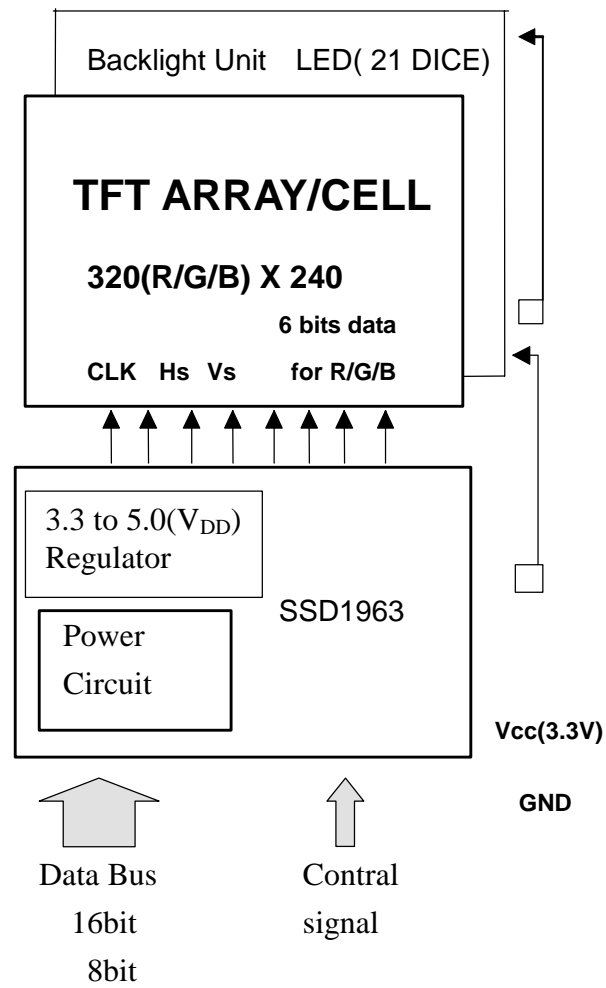 Backlight Unit LED( 21 DICE)
TFT ARRAY/CELL
320(R/G/B) X 240
6 bits data
CLK Hs Vs for R/G/B
3.3 to 5.0(VDD)
Regulator
SSD1963
Power
Circuit
Vcc(3.3V)
GND
Data Bus
16bit
8bit
Contral
signal